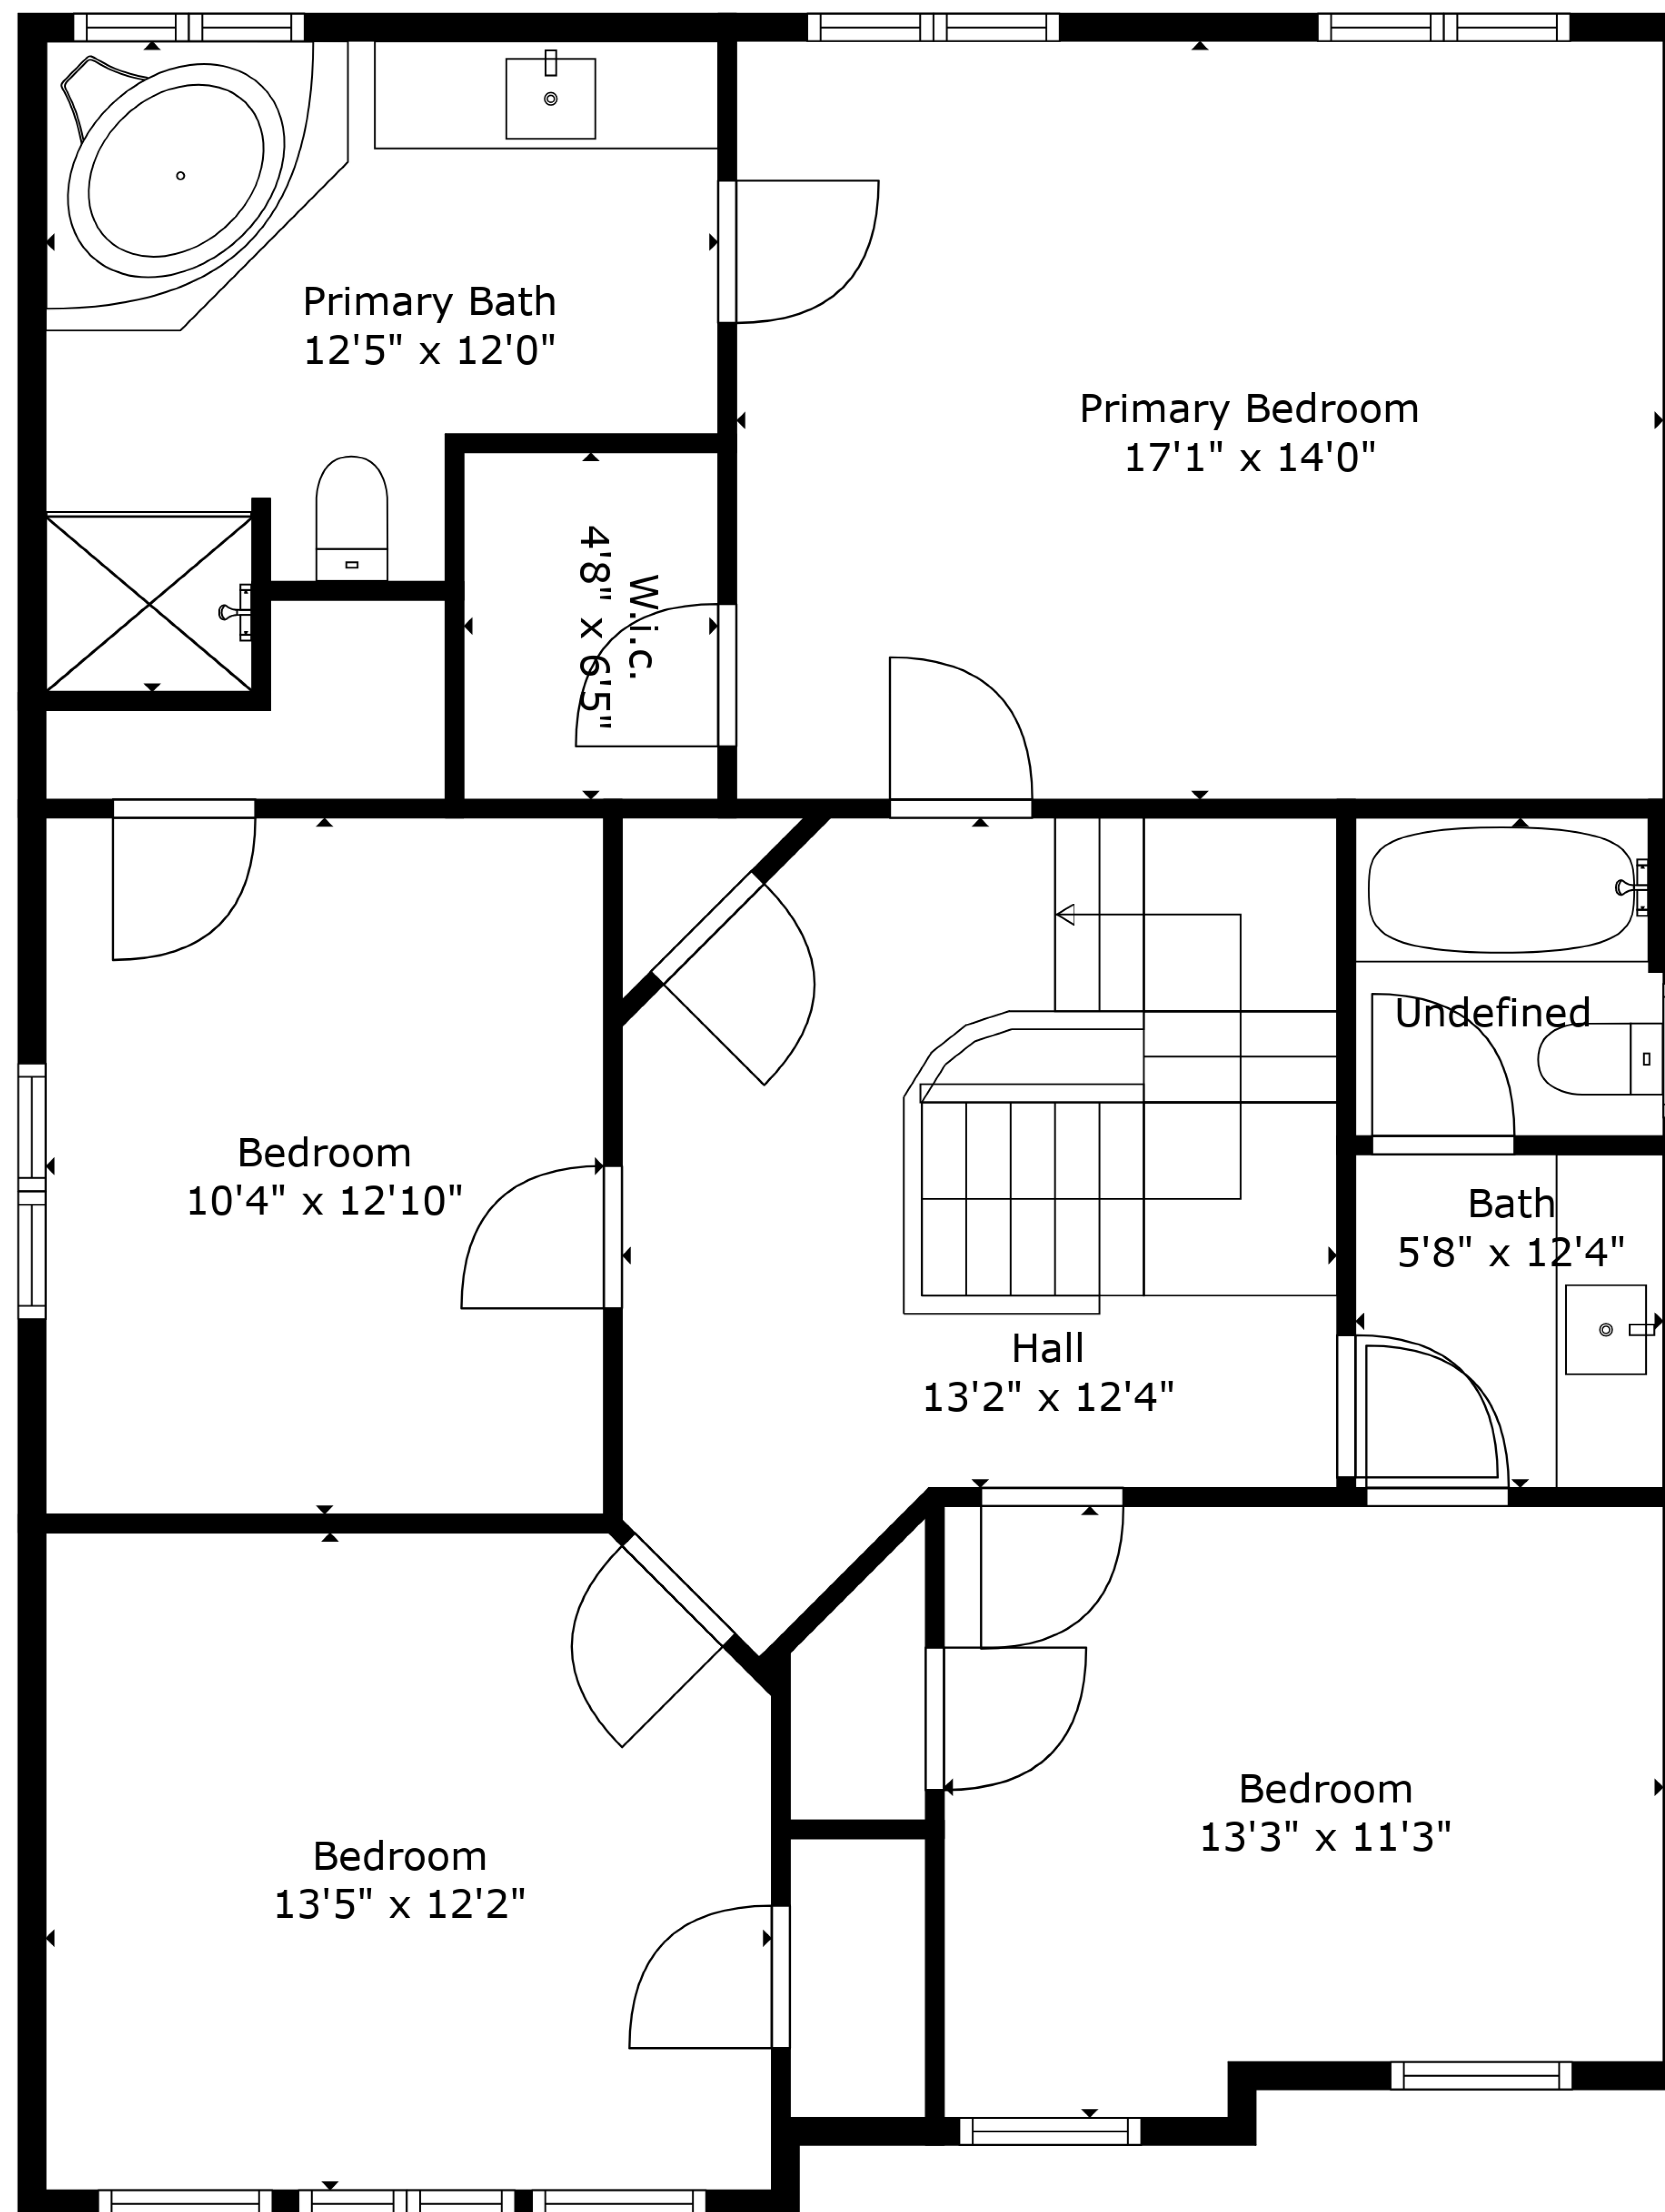 Primary Bath
12'5" x 12'0"
Primary Bedroom
17'1" x 14'0"
W.i.c.
4'8" x 6'5"
Undefined
Bedroom
10'4" x 12'10"
Bath
5'8" x 12'4"
Hall
13'2" x 12'4"
Bedroom
13'3" x 11'3"
Bedroom
13'5" x 12'2"